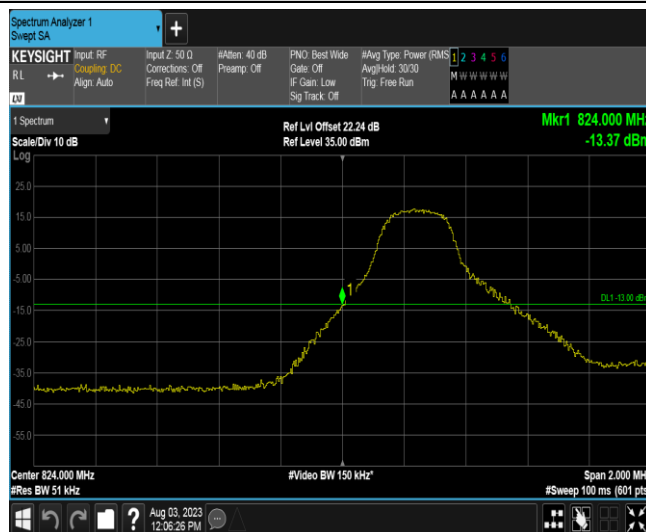 Spectrum Analyzer 1
Swept SA
+
KEYSIGHT
RL
LXI
Input: RF
Coupling: DC
Align: Auto
Input Z: 50 Ω
Corrections: Off
Freq Ref: Int (S)
#Atten: 40 dB
Preamp: Off
PNO: Best Wide
Gate: Off
IF Gain: Low
Sig Track: Off
#Avg Type: Power (RMS
Avg|Hold: 30/30
Trig: Free Run
1 2 3 4 5 6
M W W W W W
A A A A A A
1 Spectrum
Scale/Div 10 dB
Log
Ref Lvl Offset 22.24 dB
Ref Level 35.00 dBm
Mkr1 824.000 MHz
-13.37 dBm
25.0
15.0
5.00
-5.00
-15.0
-25.0
-35.0
-45.0
-55.0
1
DL1 -13.00 dBm
Center 824.000 MHz
#Res BW 51 kHz
#Video BW 150 kHz*
Span 2.000 MHz
#Sweep 100 ms (601 pts
?
Aug 03, 2023
12:06:26 PM